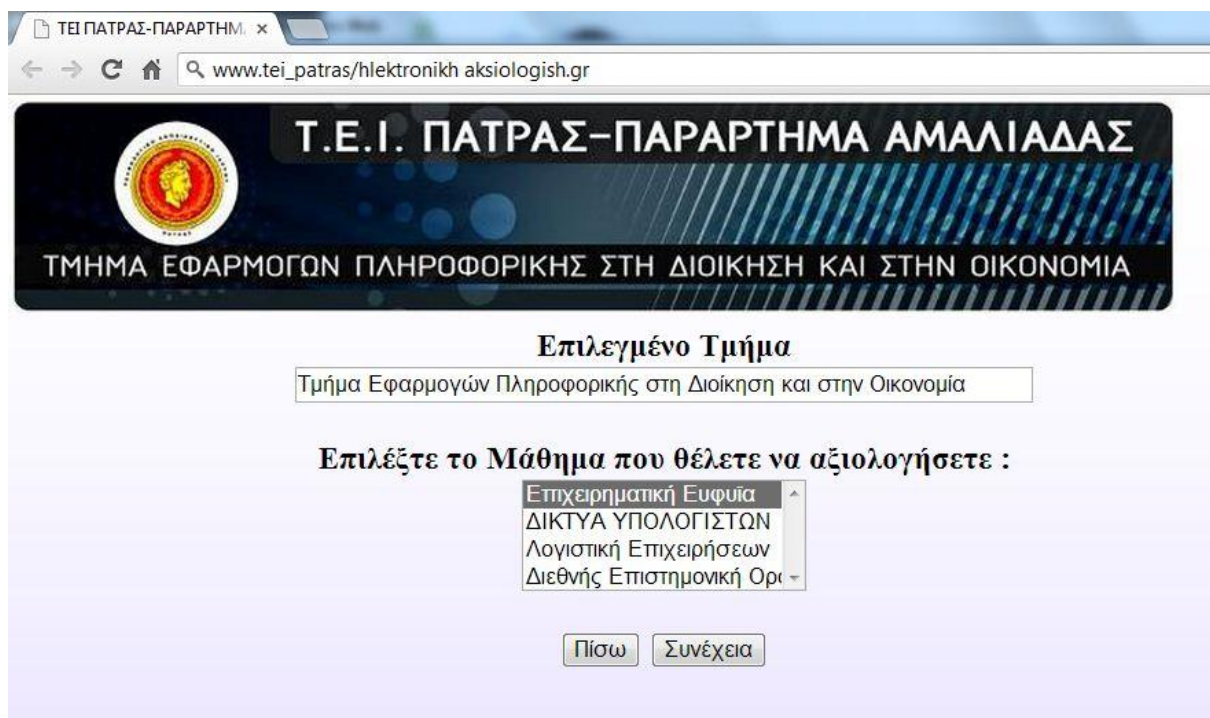 ΤΕΙ ΠΑΤΡΑΣ-ΠΑΡΑΡΤΗΜ
www.tei_patras/hlektronikh aksiologish.gr
Τ.Ε.Ι. ΠΑΤΡΑΣ-ΠΑΡΑΡΤΗΜΑ ΑΜΑΛΙΑΔΑΣ
ΤΜΗΜΑ ΕΦΑΡΜΟΓΩΝ ΠΛΗΡΟΦΟΡΙΚΗΣ ΣΤΗ ΔΙΟΙΚΗΣΗ ΚΑΙ ΣΤΗΝ ΟΙΚΟΝΟΜΙΑ
Επιλεγμένο Τμήμα
Τμήμα Εφαρμογών Πληροφορικής στη Διοίκηση και στην Οικονομία
Επιλέξτε το Μάθημα που θέλετε να αξιολογήσετε :
Επιχειρηματική Ευφυΐα
ΔΙΚΤΥΑ ΥΠΟΛΟΓΙΣΤΩΝ
Λογιστική Επιχειρήσεων
Διεθνής Επιστημονική Ορ
Πίσω Συνέχεια